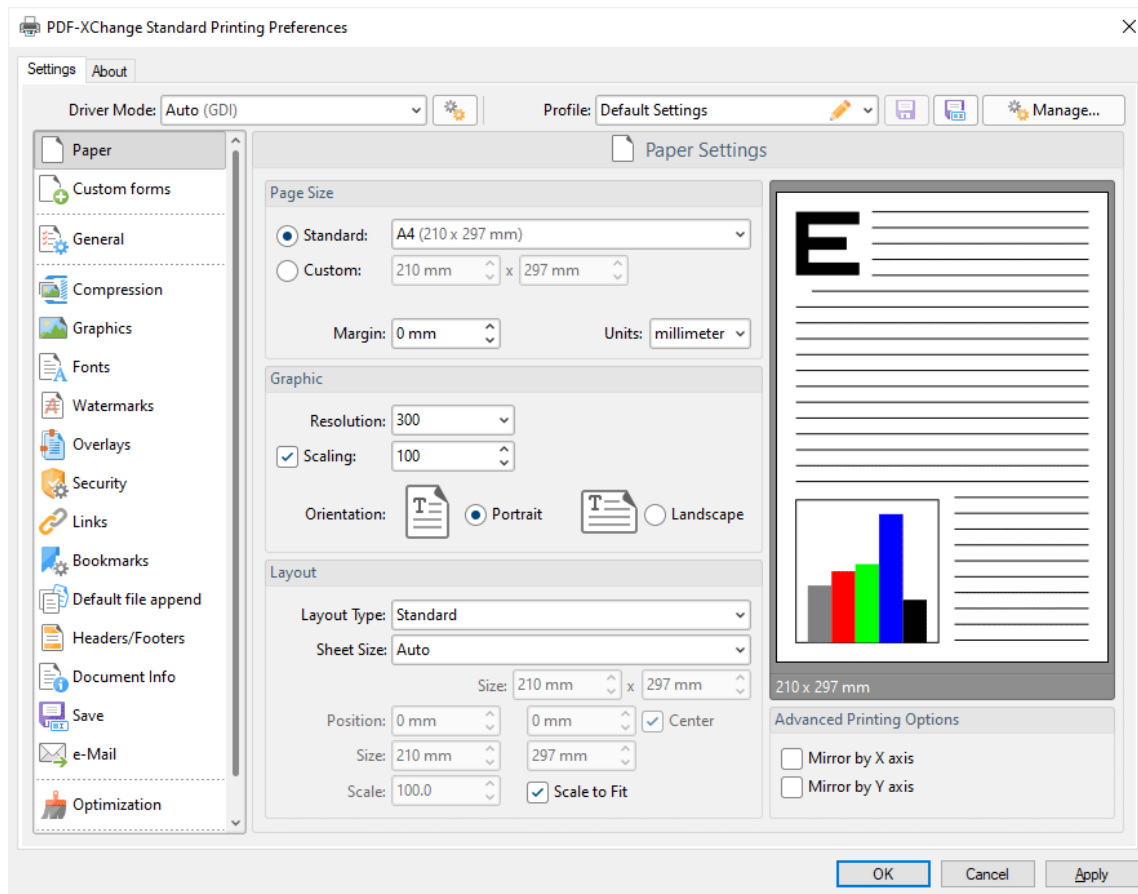 PDF-XChange Standard Printing Preferences
Settings About
Driver Mode: Auto (GDI) Profile: Default Settings Manage...
Paper
Custom forms
General
Compression
Graphics
Fonts
Watermarks
Overlays
Security
Links
Bookmarks
Default file append
Headers/Footers
Document Info
Save
e-Mail
Optimization
Paper Settings
Page Size
Standard: A4 (210 x 297 mm)
Custom: 210 mm x 297 mm
Margin: 0 mm Units: millimeter
Graphic
Resolution: 300
Scaling: 100
Orientation: T Portrait T Landscape
Layout
Layout Type: Standard
Sheet Size: Auto
Size: 210 mm x 297 mm
Position: 0 mm 0 mm Center
Size: 210 mm 297 mm
Scale: 100.0 Scale to Fit
E
210 x 297 mm
Advanced Printing Options
Mirror by X axis
Mirror by Y axis
OK Cancel Apply